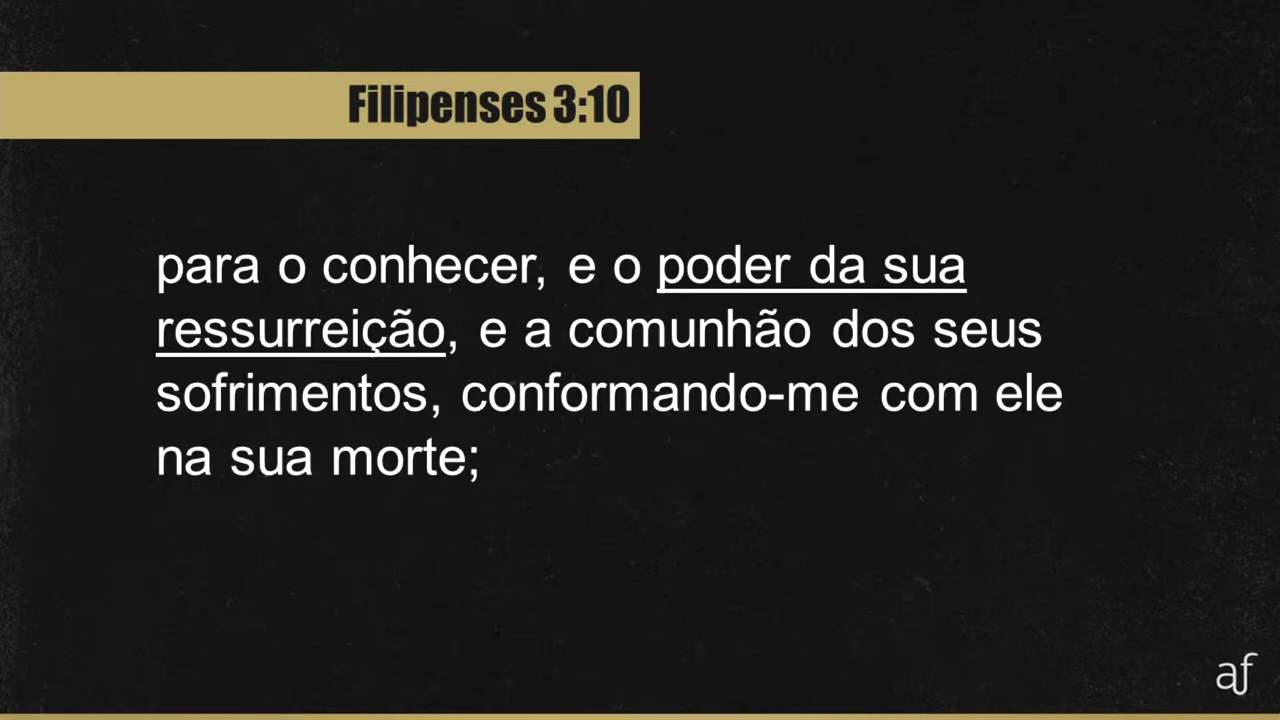 Filipenses 3:10
para o conhecer, e o poder da sua
ressurreição, e a comunhão dos seus
sofrimentos, conformando-me com ele
na sua morte;
af